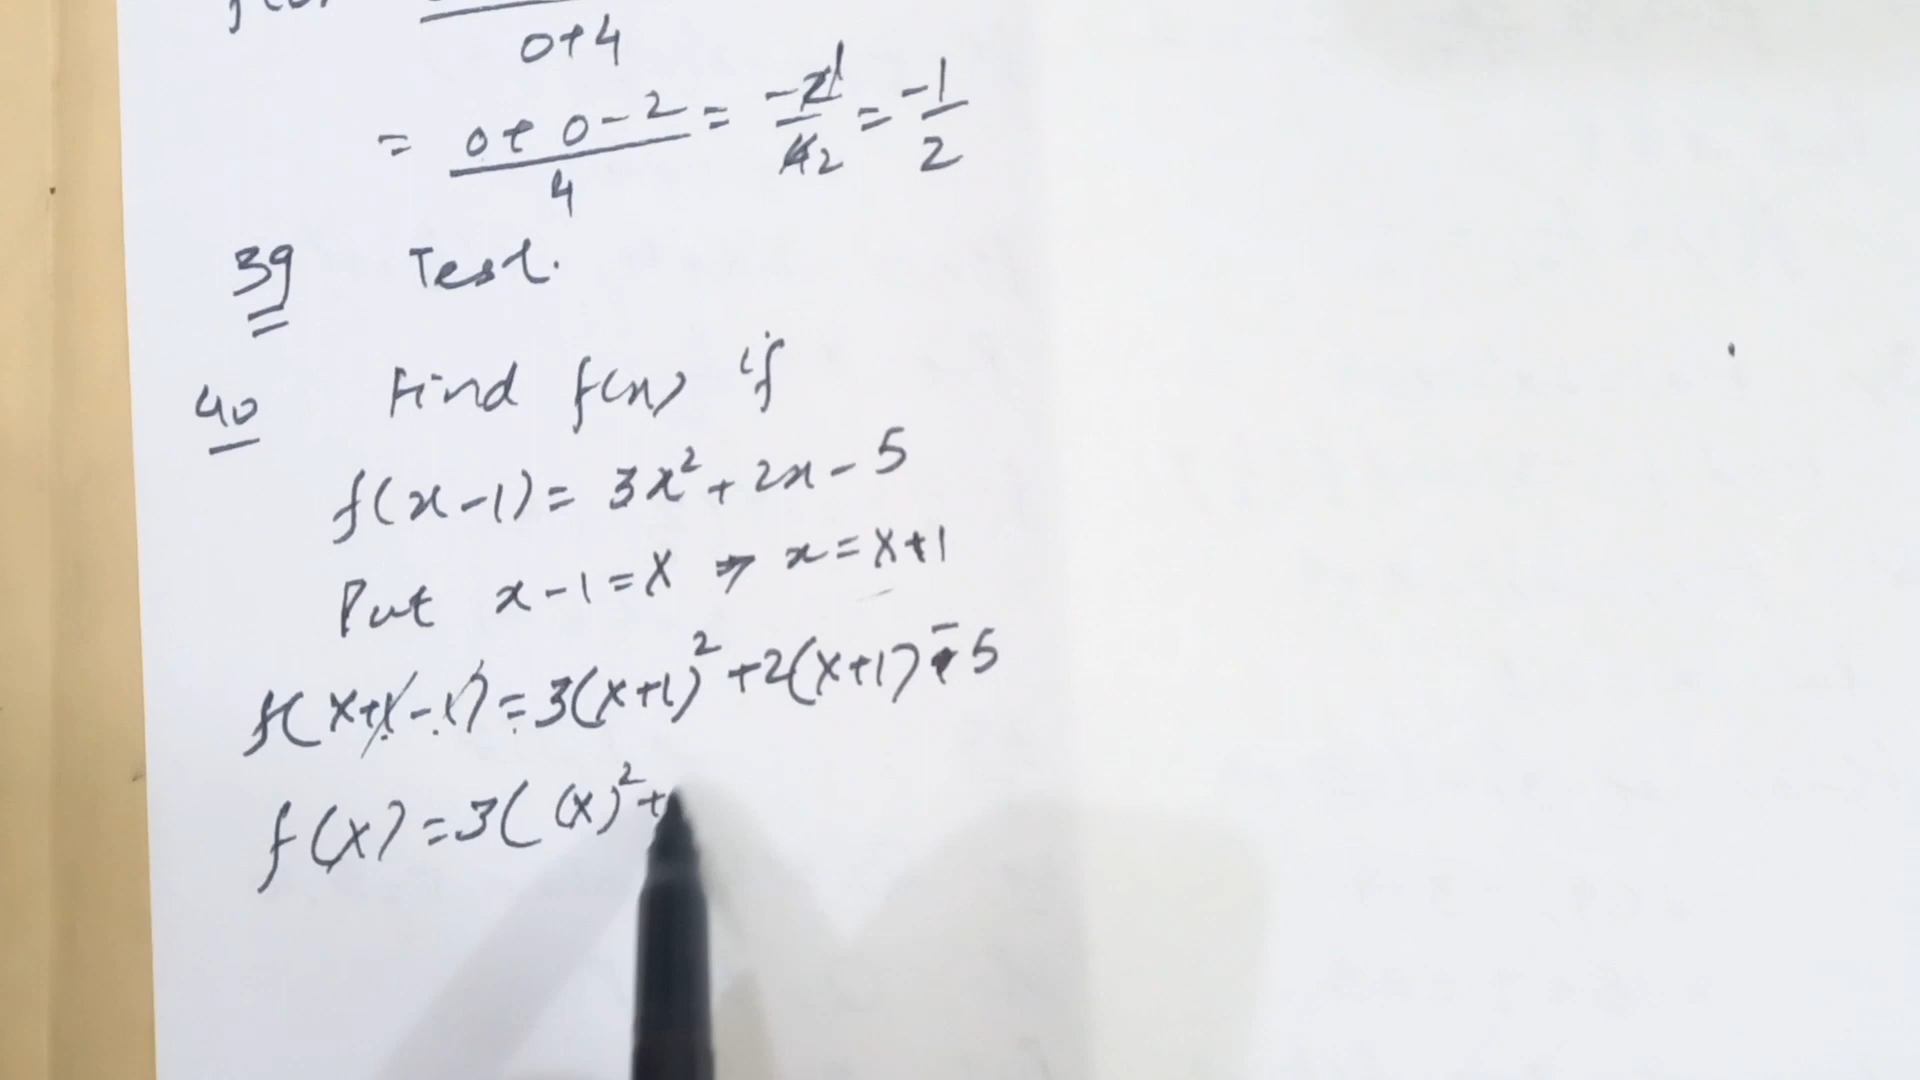 0+4
= 0+0-2/4 = -2/4 = -1/2
39 Test.
40 Find f(x) if
f(x-1) = 3x² + 2x - 5
Put x-1 = X ⇒ x = X+1
f(X+1-1) = 3(X+1)² + 2(X+1) - 5
f(X) = 3((X)² +